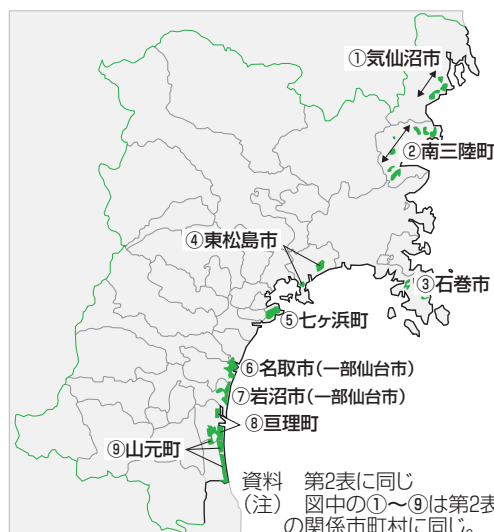 ①気仙沼市
②南三陸町
④東松島市
③石巻市
⑤七ヶ浜町
⑥名取市(一部仙台市)
⑦岩沼市(一部仙台市)
⑧亘理町
⑨山元町
資料 第2表に同じ
(注) 図中の①～⑨は第2表
の関係市町村に同じ。